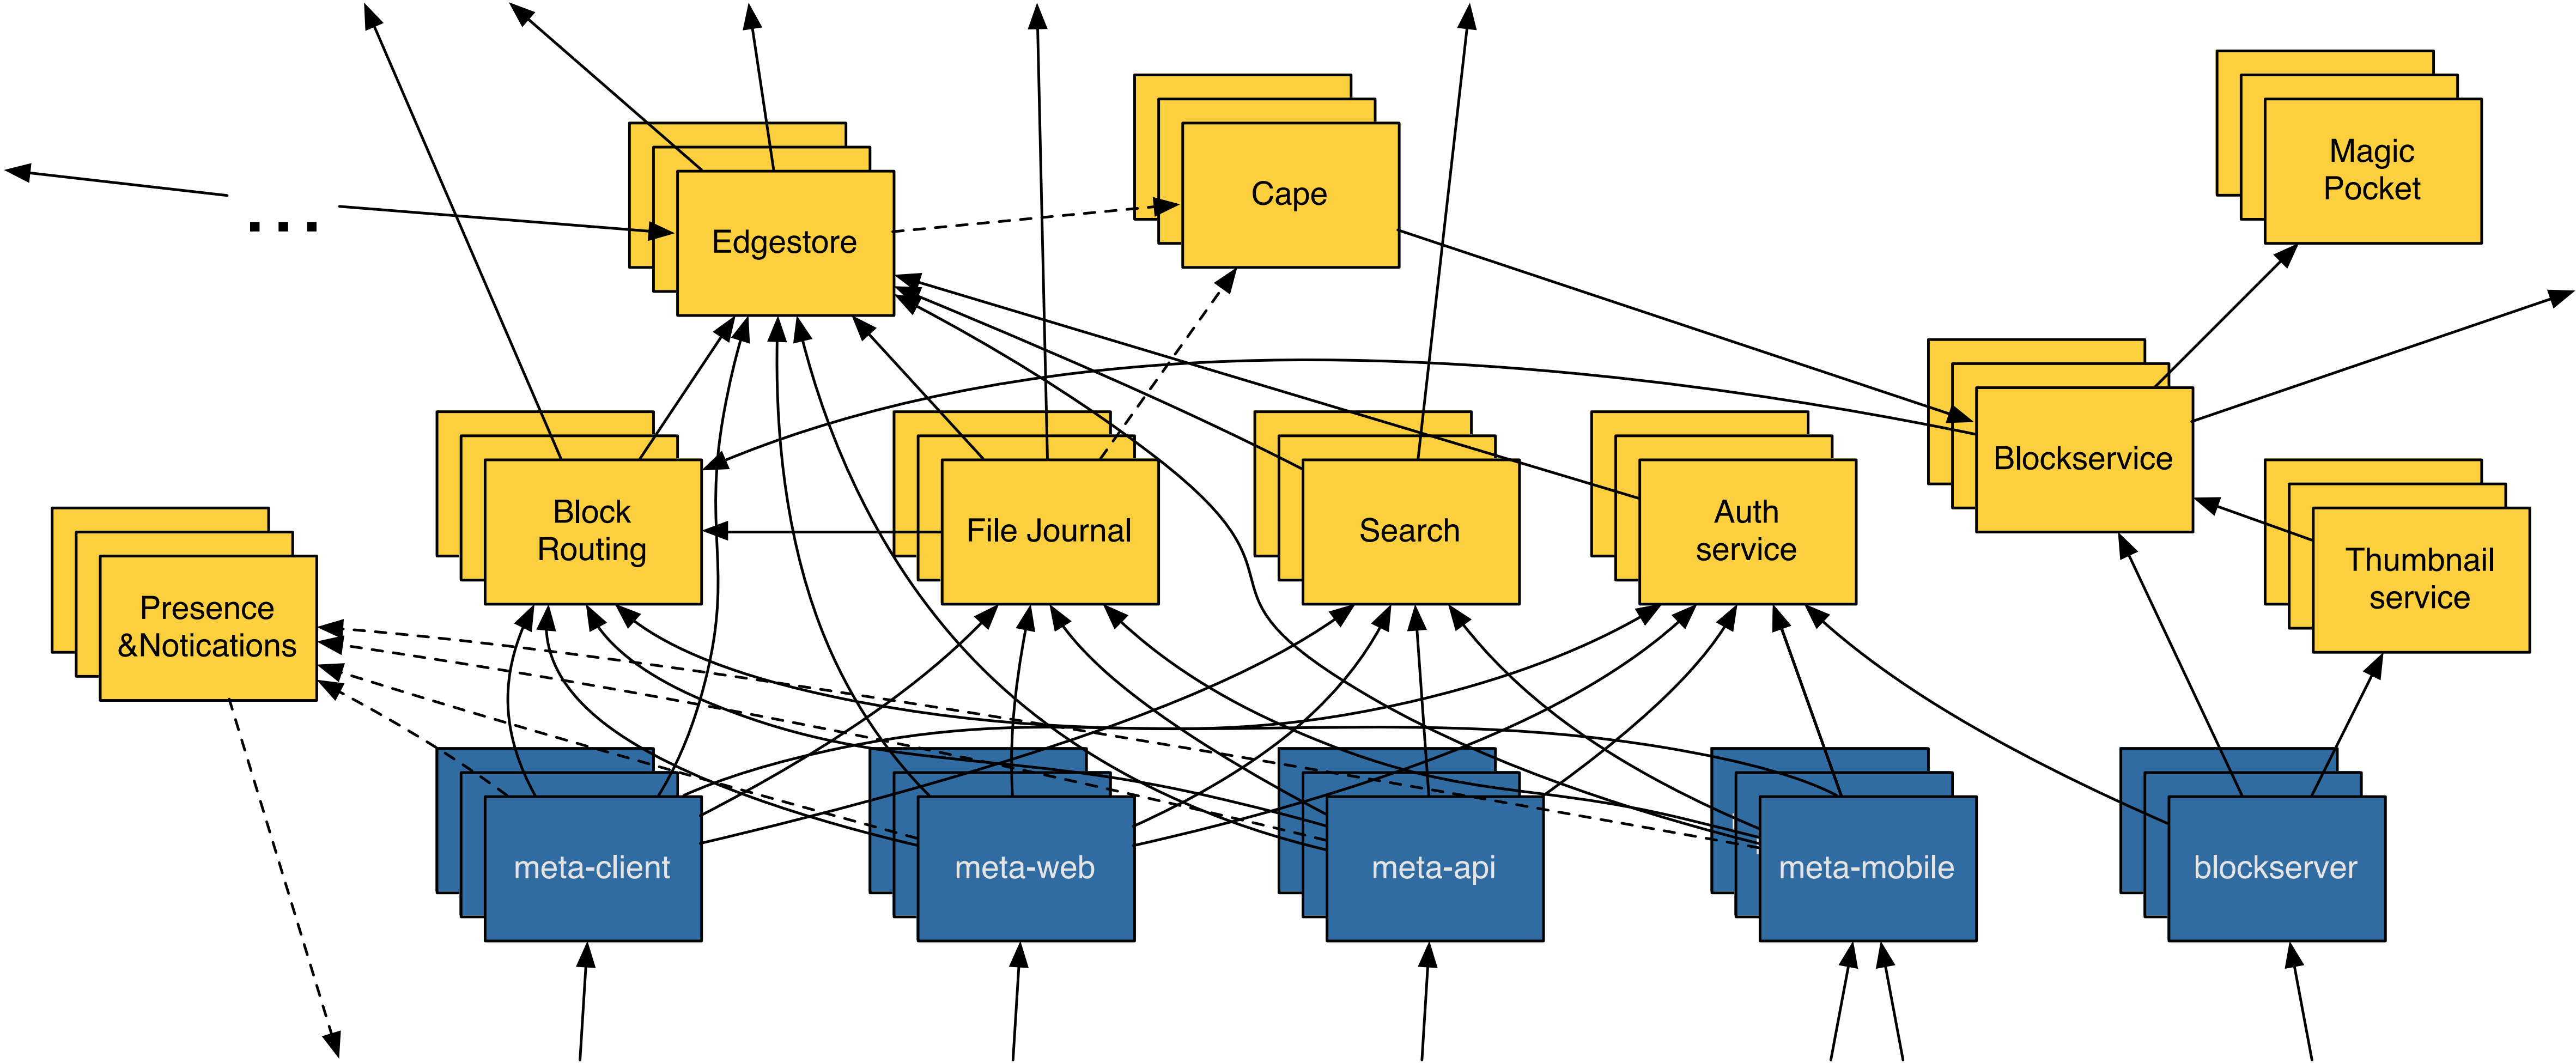 Magic
Pocket
Cape
...
Edgestore
Blockservice
Block
Routing
File Journal
Search
Auth
service
Thumbnail
service
Presence
&Notications
meta-client
meta-web
meta-api
meta-mobile
blockserver